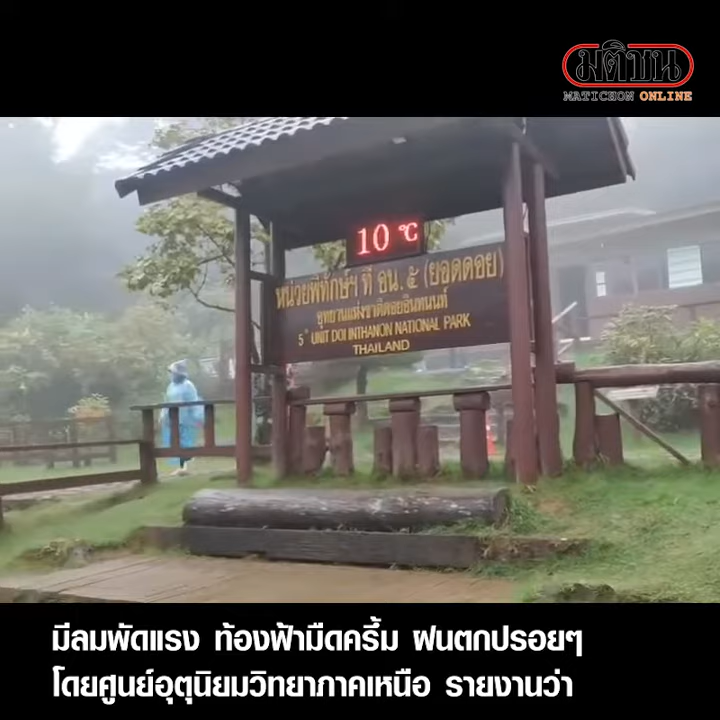 มติชน
MATICHON ONLINE
10 °C
หน่วยพิทักษ์ฯ ที่ อน. ๕ (ยอดดอย)
อุทยานแห่งชาติดอยอินทนนท์
5° UNIT DOI INTHANON NATIONAL PARK
THAILAND
มีลมพัดแรง ท้องฟ้ามืดครึ้ม ฝนตกปรอยๆ
โดยศูนย์อุตุนิยมวิทยาภาคเหนือ รายงานว่า